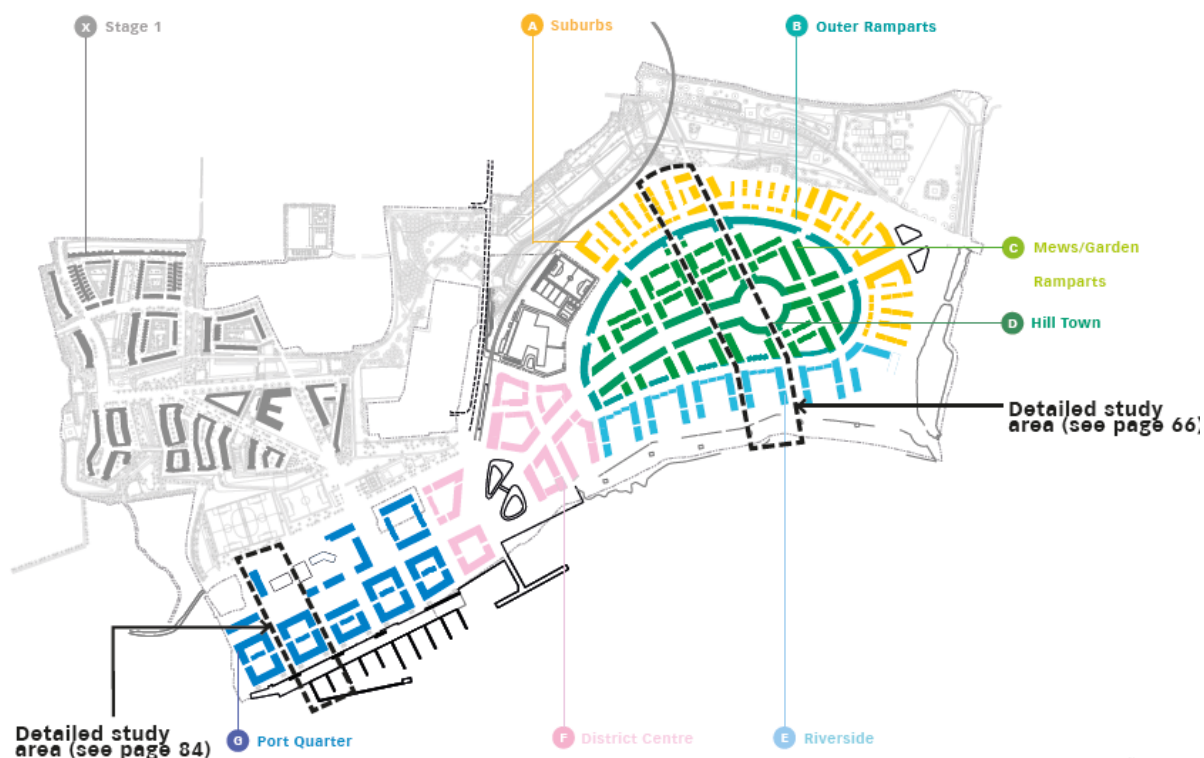 X Stage 1
A Suburbs
B Outer Ramparts
C Mews/Garden
Ramparts
D Hill Town
Detailed study
area (see page 66)
Detailed study
area (see page 84)
G Port Quarter
F District Centre
E Riverside